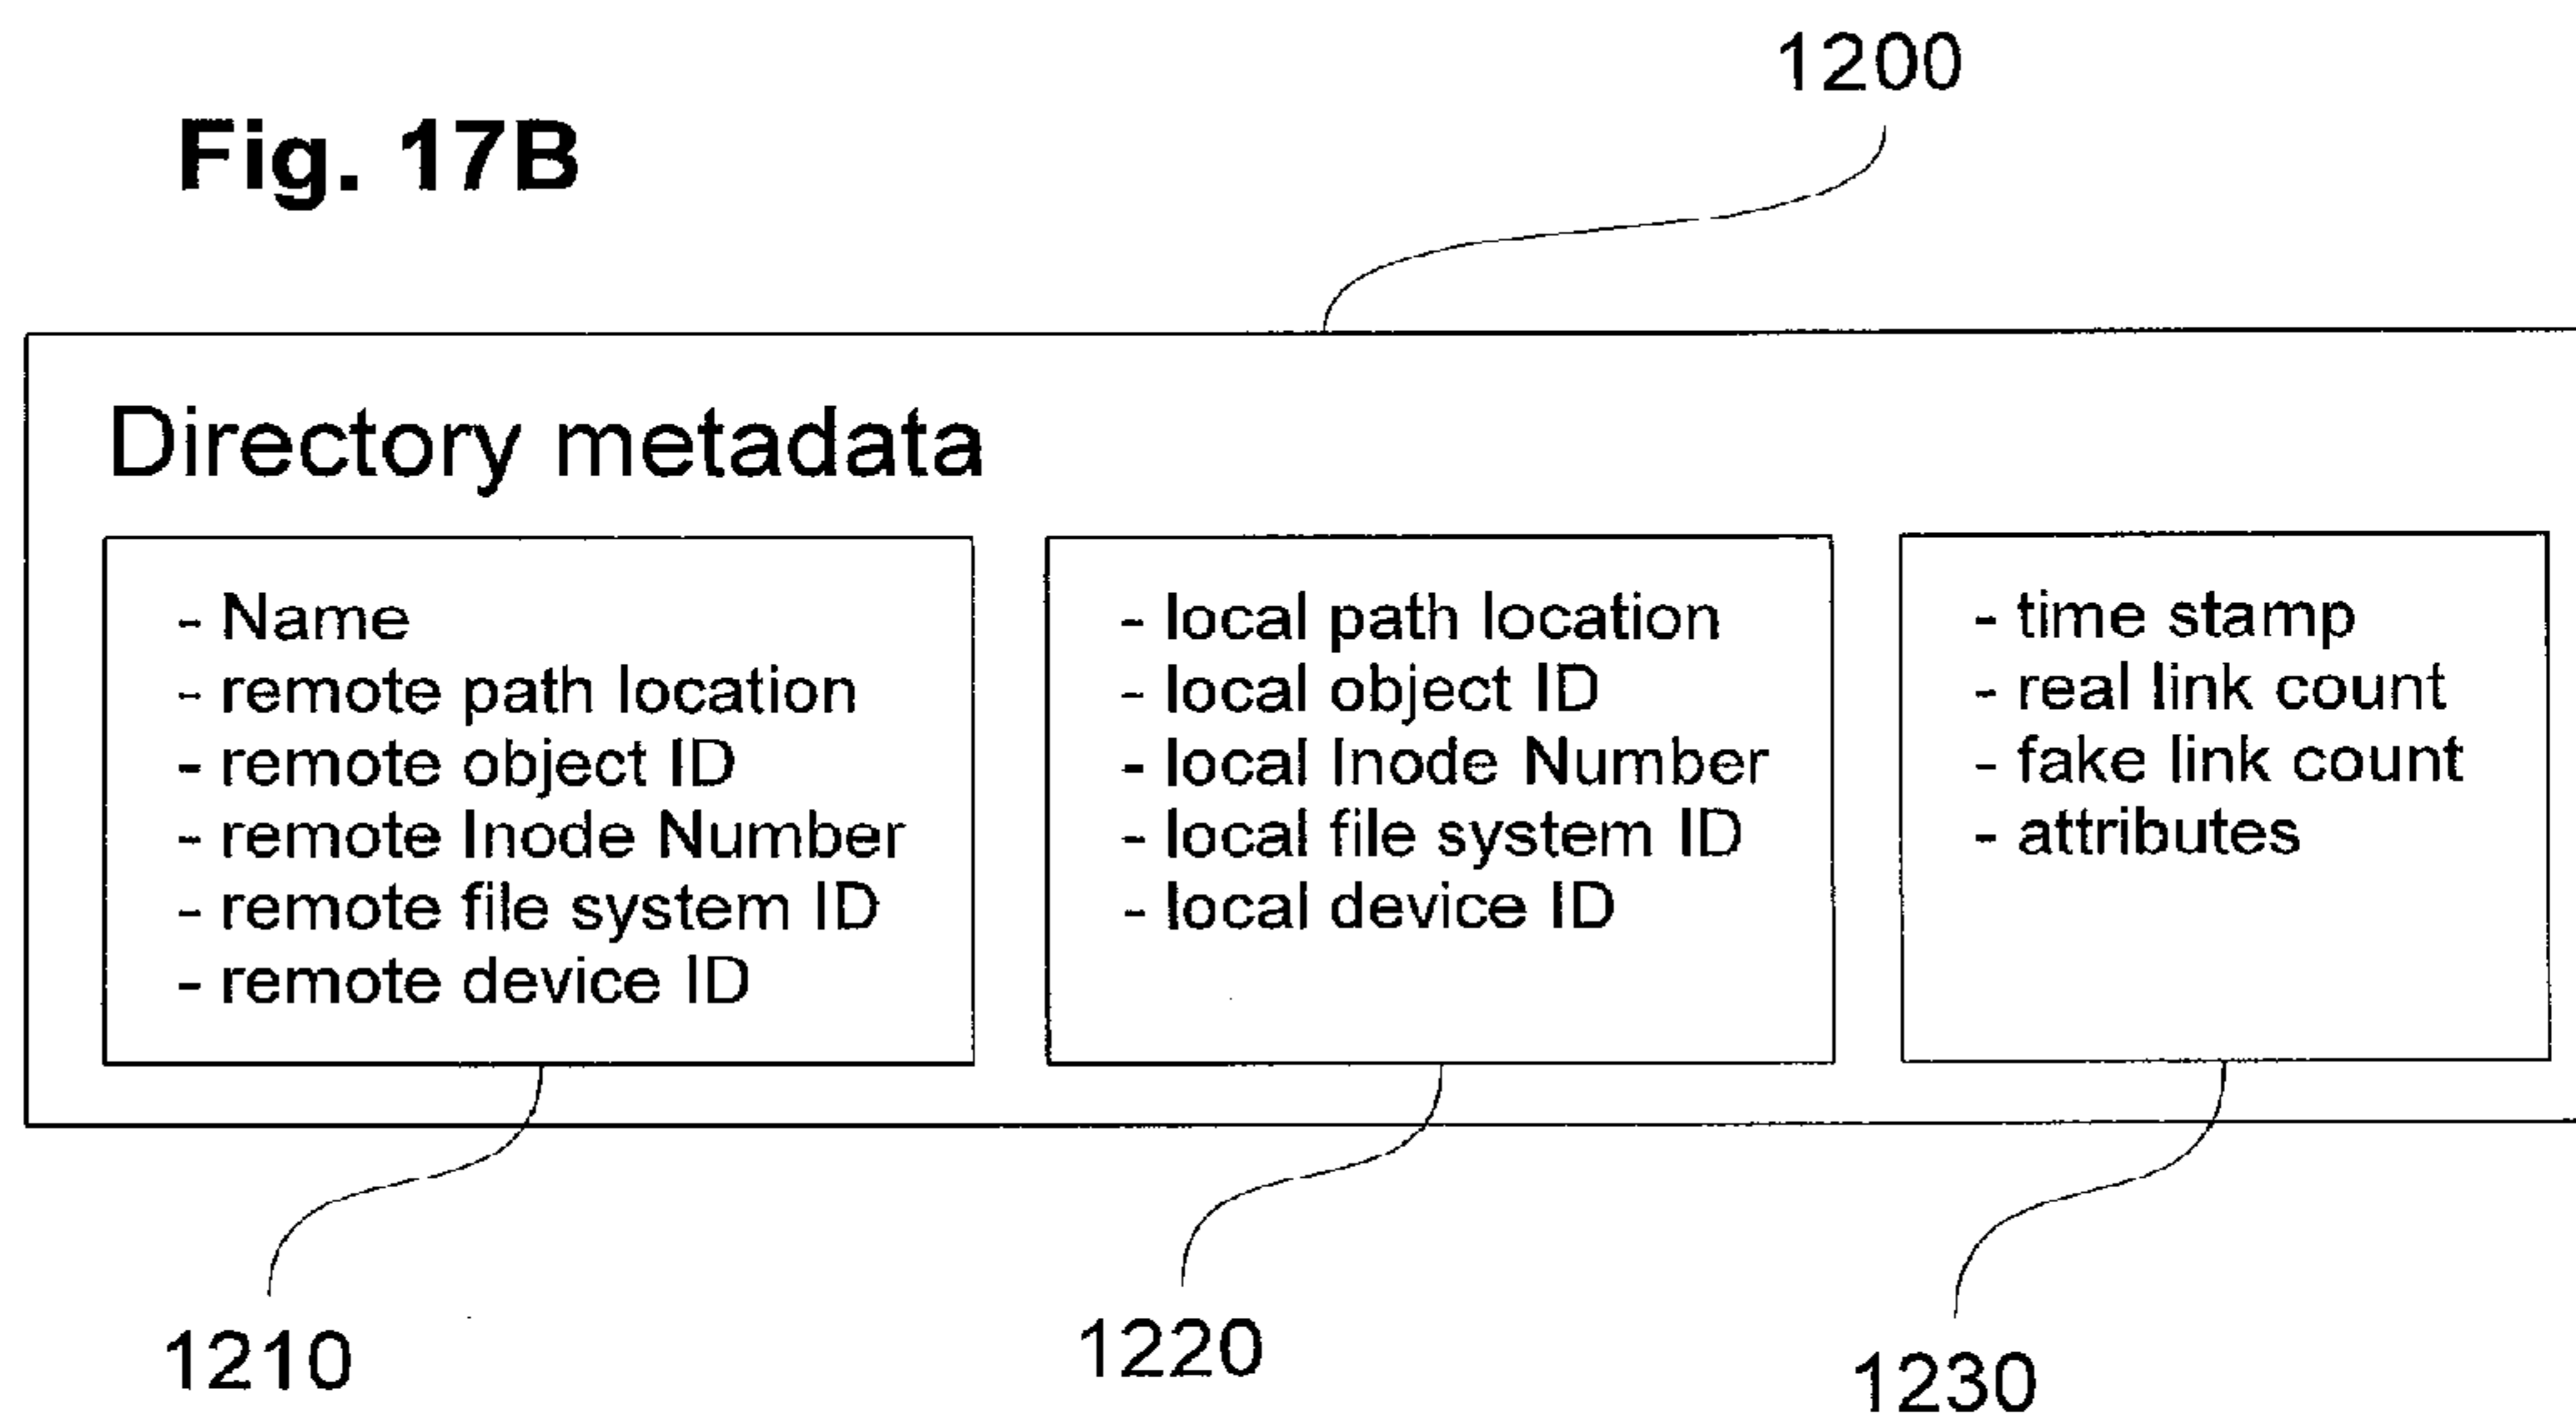 1200
Fig. 17B
Directory metadata
- Name
- remote path location
- remote object ID
- remote Inode Number
- remote file system ID
- remote device ID
- local path location
- local object ID
- local Inode Number
- local file system ID
- local device ID
- time stamp
- real link count
- fake link count
- attributes
1210
1220
1230